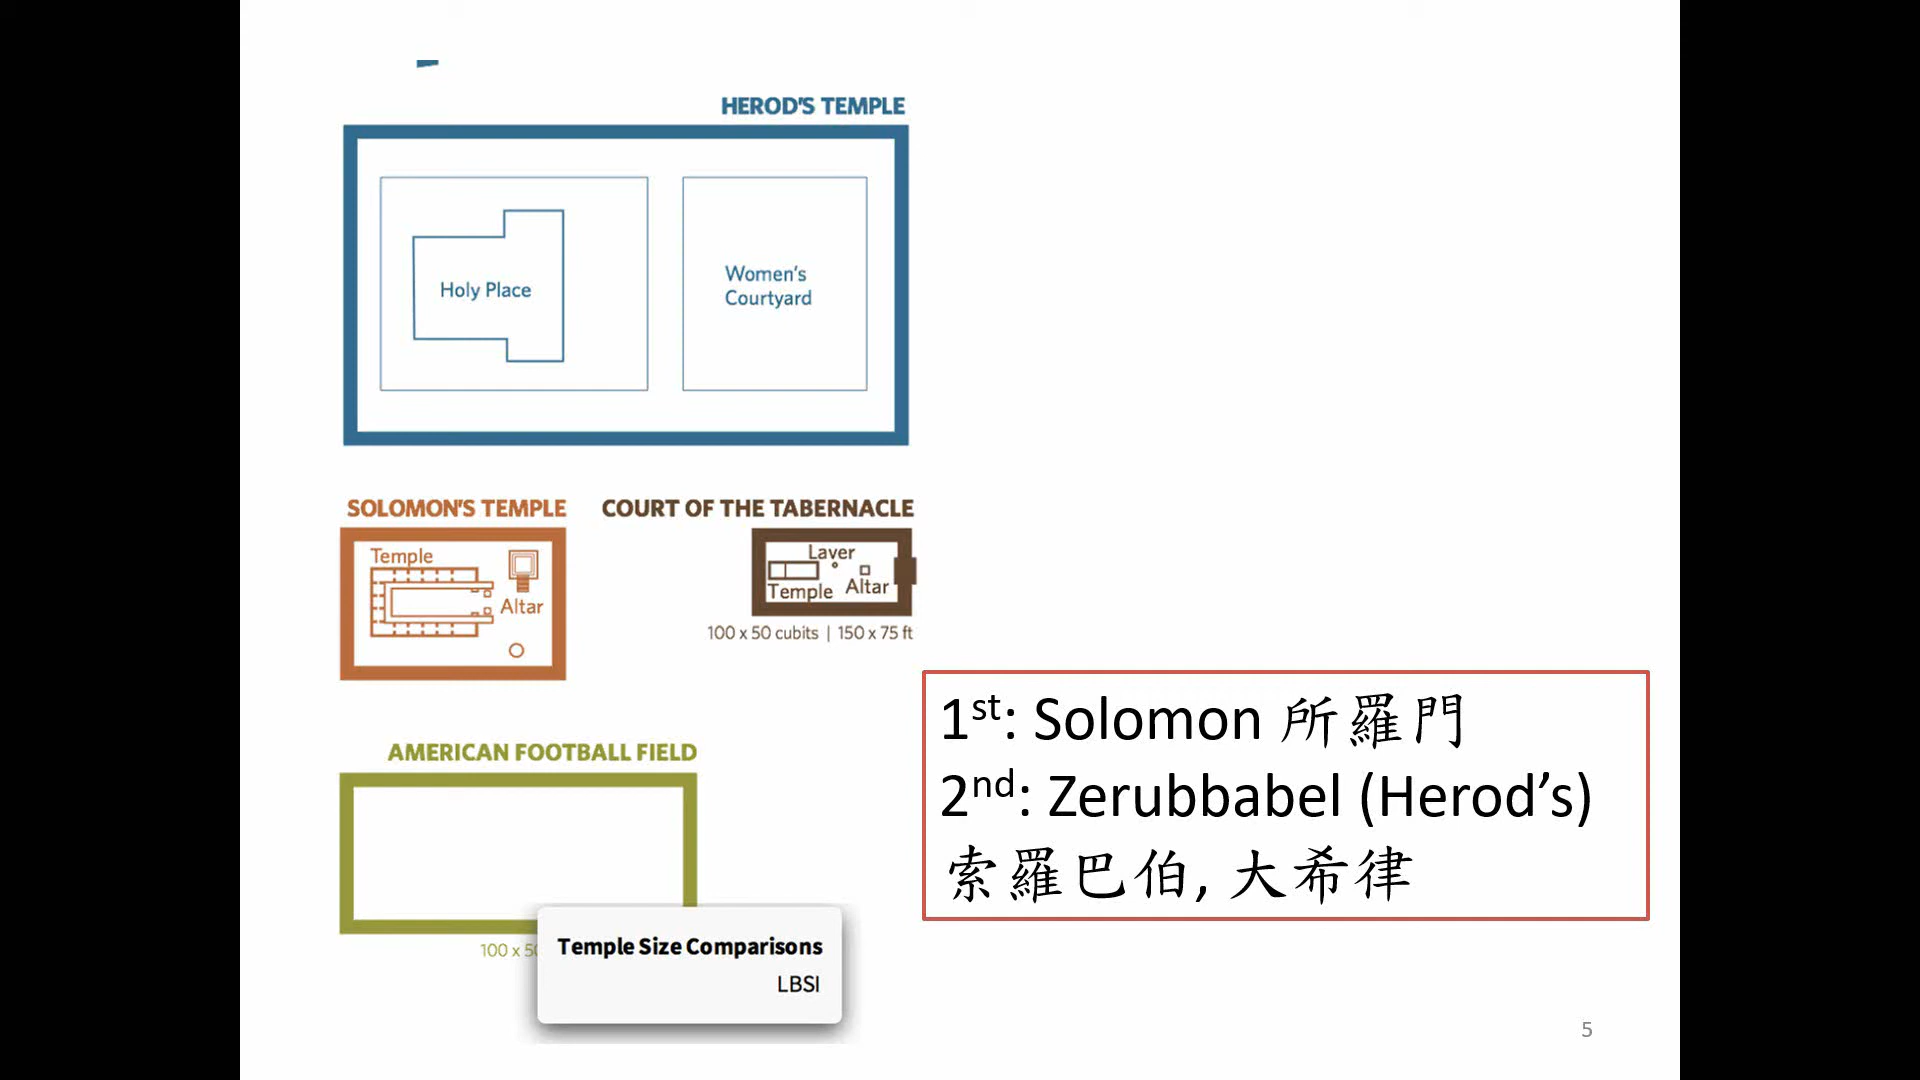 HEROD'S TEMPLE
Holy Place
Women's
Courtyard
SOLOMON'S TEMPLE
Temple
Altar
COURT OF THE TABERNACLE
Laver
Temple
Altar
100 x 50 cubits | 150 x 75 ft
AMERICAN FOOTBALL FIELD
100 x 50
Temple Size Comparisons
LBSI
1st: Solomon 所羅門
2nd: Zerubbabel (Herod’s)
索羅巴伯, 大希律
5